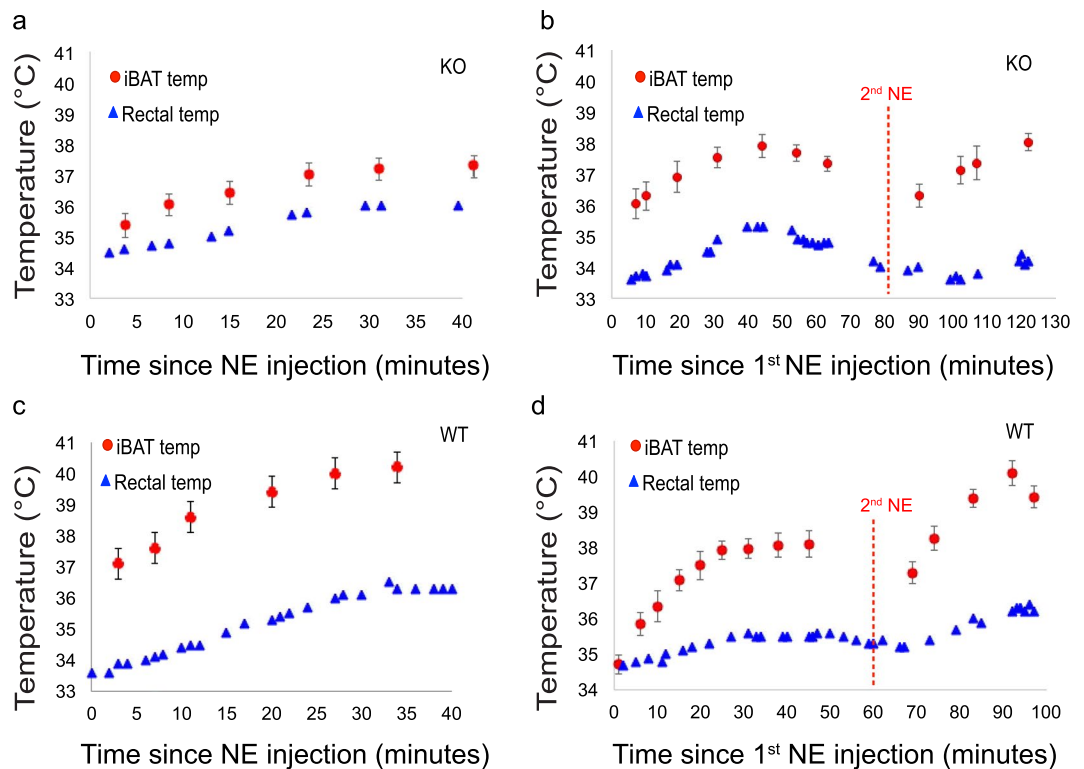 a
41
40
39
38
37
36
35
34
33
Temperature (°C)
iBAT temp
Rectal temp
KO
0 5 10 15 20 25 30 35 40
Time since NE injection (minutes)
b
41
40
39
38
37
36
35
34
33
Temperature (°C)
iBAT temp
Rectal temp
KO
2nd NE
0 10 20 30 40 50 60 70 80 90 100 110 120 130
Time since 1st NE injection (minutes)
c
41
40
39
38
37
36
35
34
33
Temperature (°C)
iBAT temp
Rectal temp
WT
0 5 10 15 20 25 30 35 40
Time since NE injection (minutes)
d
41
40
39
38
37
36
35
34
Temperature (°C)
iBAT temp
Rectal temp
WT
2nd NE
0 10 20 30 40 50 60 70 80 90 100
Time since 1st NE injection (minutes)